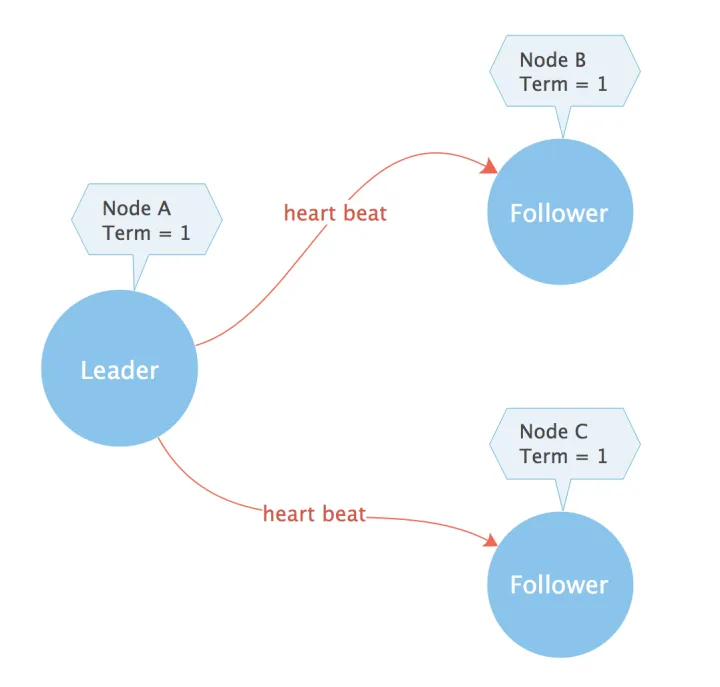 Node B
Term = 1
Follower
heart beat
Node A
Term = 1
Leader
Node C
Term = 1
heart beat
Follower